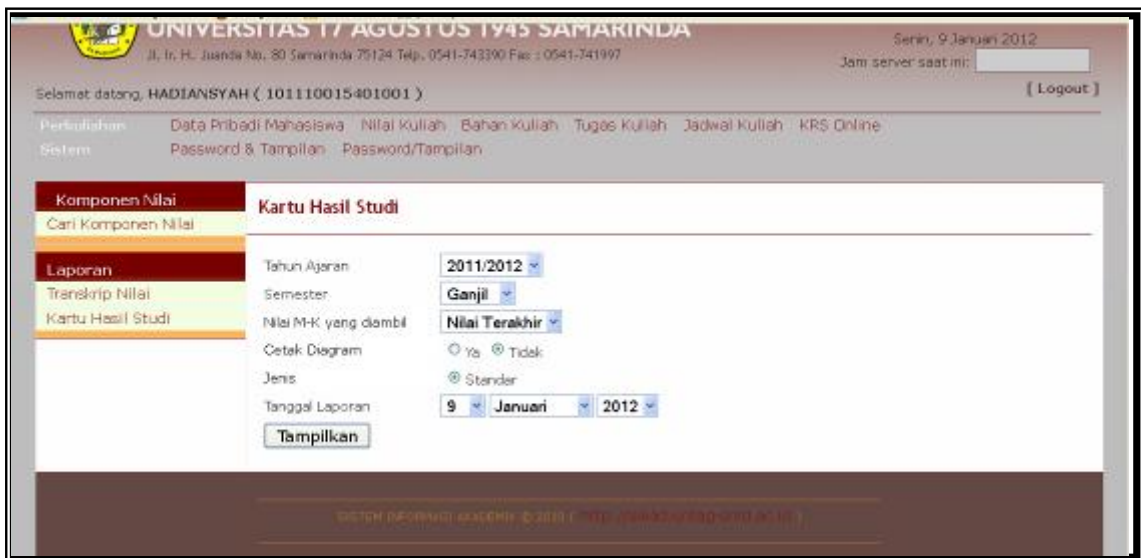 UNIVERSITAS 17 AGUSTUS 1945 SAMARINDA
Jl. Ir. H. Juanda No. 80 Samarinda 75124 Telp. 0541-743390 Fax : 0541-741997
Senin, 9 Januari 2012
Jam server saat ini:
Selamat datang, HADIANSYAH ( 101110015401001 )
[ Logout ]
Perkuliahan Data Pribadi Mahasiswa Nilai Kuliah Bahan Kuliah Tugas Kuliah Jadwal Kuliah KRS Online
Sistem Password & Tampilan Password/Tampilan
Komponen Nilai
Cari Komponen Nilai
Laporan
Transkrip Nilai
Kartu Hasil Studi
Kartu Hasil Studi
Tahun Ajaran 2011/2012
Semester Ganjil
Nilai M-K yang diambil Nilai Terakhir
Cetak Diagram Ya Tidak
Jenis Standar
Tanggal Laporan 9 Januari 2012
Tampilkan
SISTEM INFORMASI AKADEMIK © 2010 (